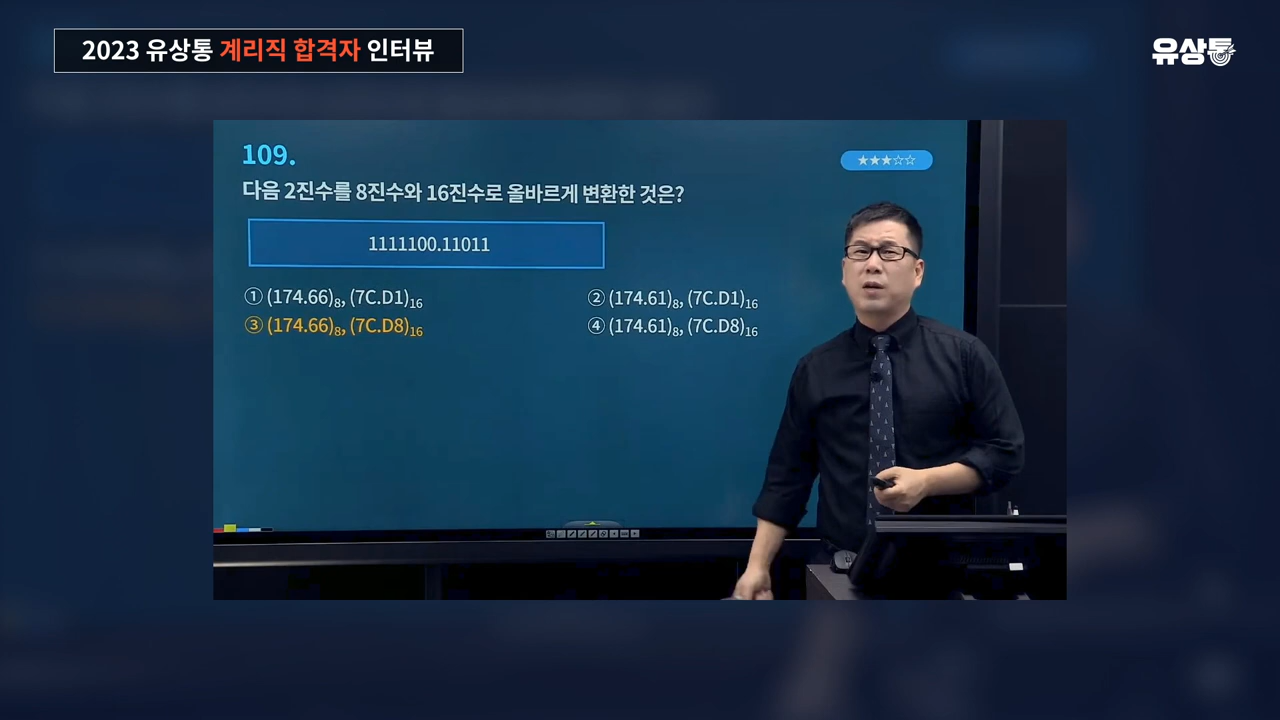 2023 유상통 계리직 합격자 인터뷰
유상통
109.
★★★☆☆
다음 2진수를 8진수와 16진수로 올바르게 변환한 것은?
1111100.11011
① (174.66)₈, (7C.D1)₁₆
② (174.61)₈, (7C.D1)₁₆
③ (174.66)₈, (7C.D8)₁₆
④ (174.61)₈, (7C.D8)₁₆